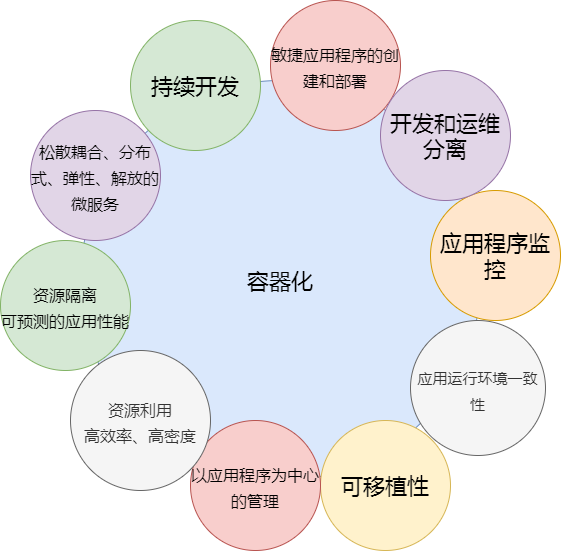 敏捷应用程序的创
建和部署
持续开发
开发和运维
分离
松散耦合、分布
式、弹性、解放的
微服务
应用程序监
控
容器化
资源隔离
可预测的应用性能
应用运行环境一致
性
资源利用
高效率、高密度
以应用程序为中心
的管理
可移植性